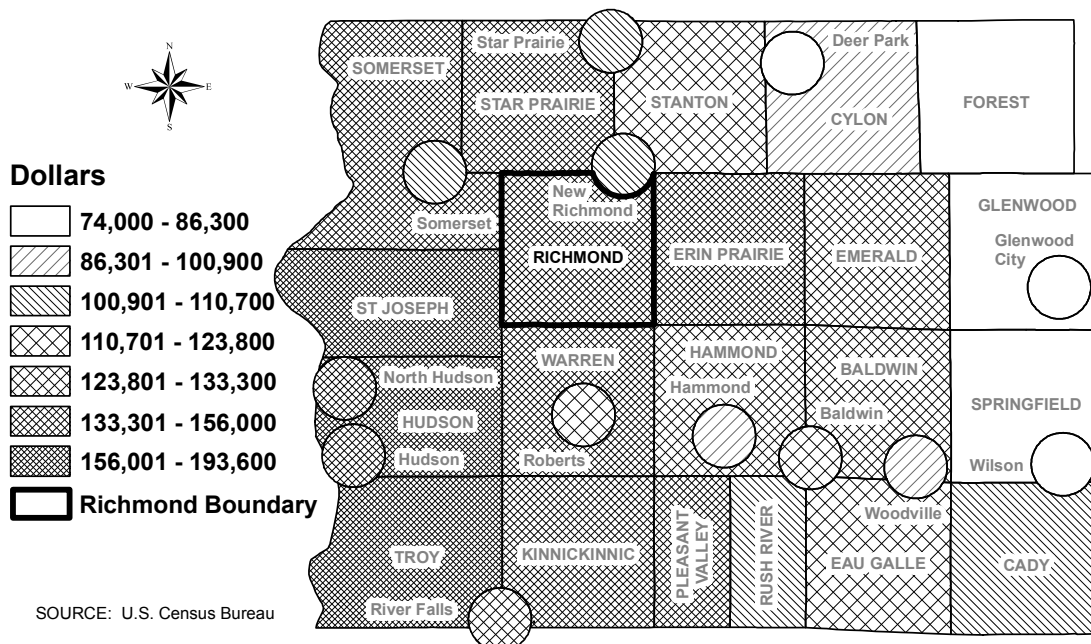 N
W E
S
Dollars
74,000 - 86,300
86,301 - 100,900
100,901 - 110,700
110,701 - 123,800
123,801 - 133,300
133,301 - 156,000
156,001 - 193,600
Richmond Boundary
SOURCE: U.S. Census Bureau
SOMERSET
Star Prairie
STAR PRAIRIE
STANTON
Deer Park
CYLON
FOREST
Somerset
New
Richmond
RICHMOND
ERIN PRAIRIE
EMERALD
GLENWOOD
Glenwood
City
ST JOSEPH
North Hudson
HUDSON
Hudson
WARREN
Roberts
HAMMOND
Hammond
BALDWIN
Baldwin
Woodville
SPRINGFIELD
Wilson
TROY
River Falls
KINNICKINNIC
PLEASANT
VALLEY
RUSH RIVER
EAU GALLE
CADY